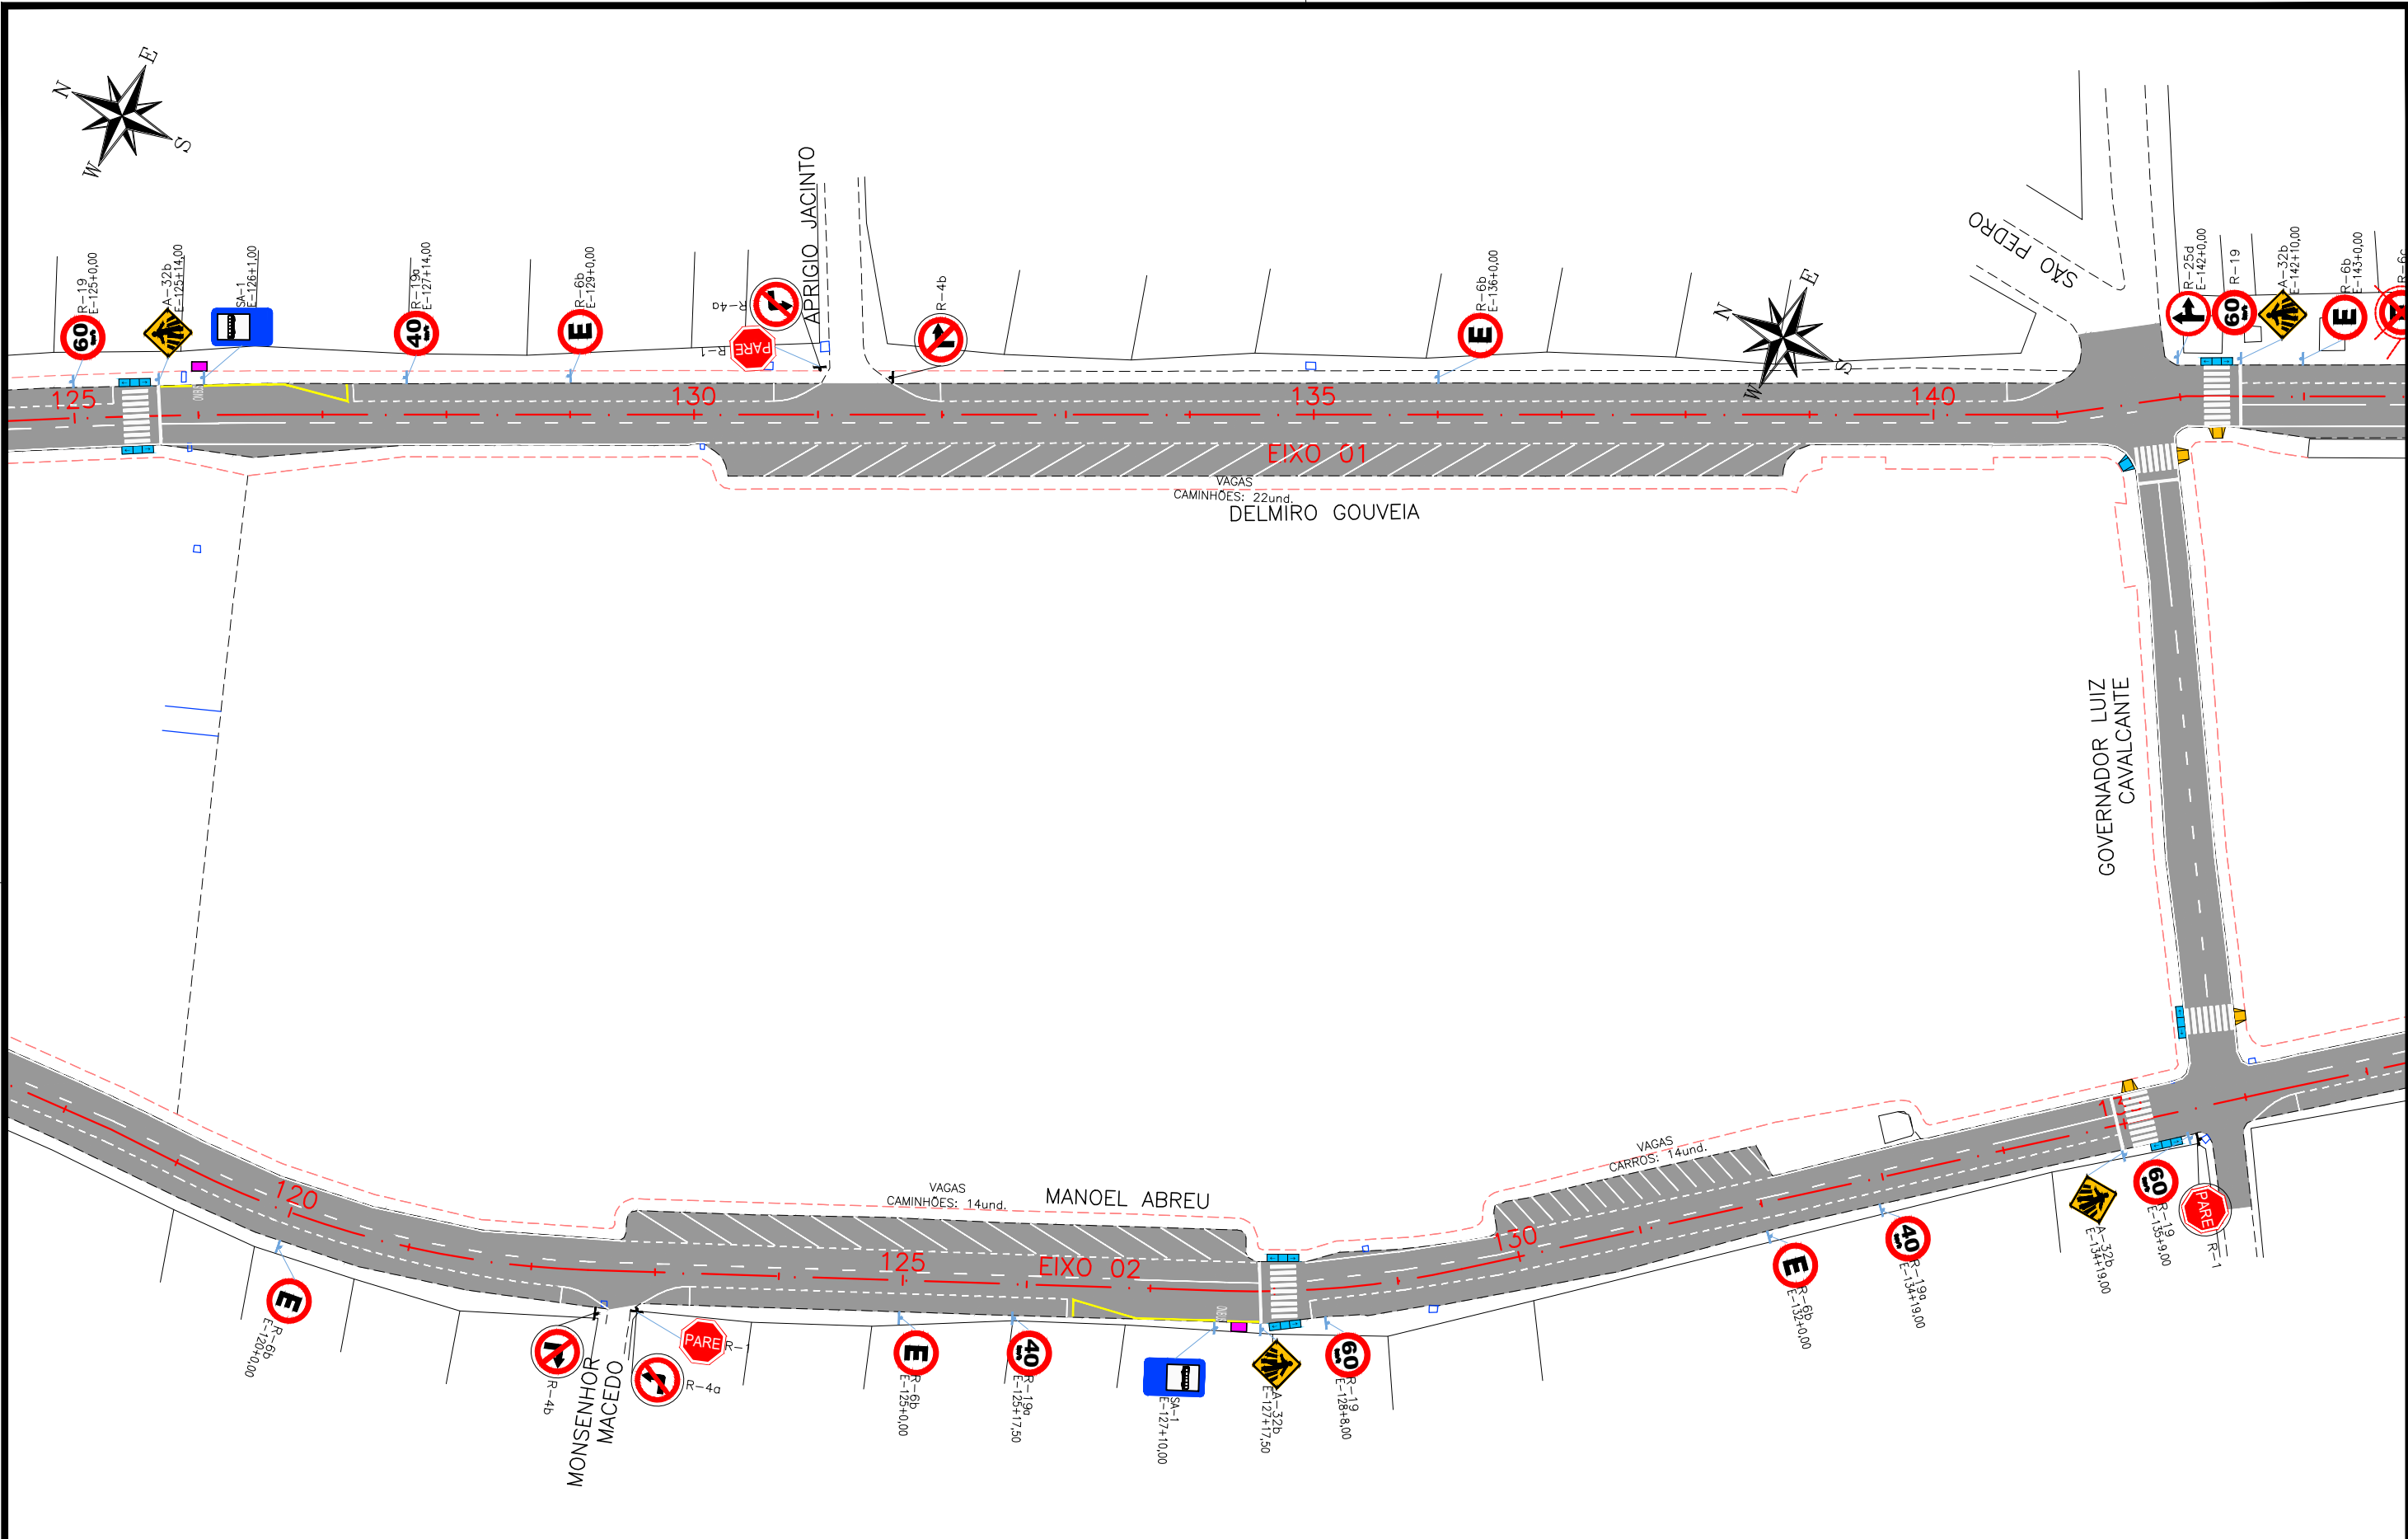 N
E
W
S
R-19
E-125+0,00
60
A-32b
E-125+14,00
SA-1
E-126+1,00
R-19a
E-127+14,00
40
R-6b
E-129+0,00
E
R-4a
PARE
R-1
APRIGIO JACINTO
R-4b
R-6b
E-136+0,00
E
N
E
W
S
SÃO PEDRO
R-25d
E-142+0,00
R-19
60
A-32b
E-142+10,00
R-6b
E-143+0,00
E
125
ÔNIBUS
130
135
140
EIXO 01
VAGAS
CAMINHÕES: 22und.
DELMIRO GOUVEIA
GOVERNADOR LUIZ
CAVALCANTE
120
R-6b
E-120+0,00
E
VAGAS
CAMINHÕES: 14und.
MANOEL ABREU
125
EIXO 02
ÔNIBUS
130
VAGAS
CARROS: 14und.
R-4b
MONSENHOR
MACEDO
PARE
R-1
R-4a
E
R-6b
E-125+0,00
40
R-19a
E-125+17,50
SA-1
E-127+10,00
A-32b
E-127+17,50
60
R-19
E-128+8,00
E
R-6b
E-132+0,00
40
R-19a
E-134+19,00
A-32b
E-134+19,00
60
R-19
E-135+9,00
PARE
R-1